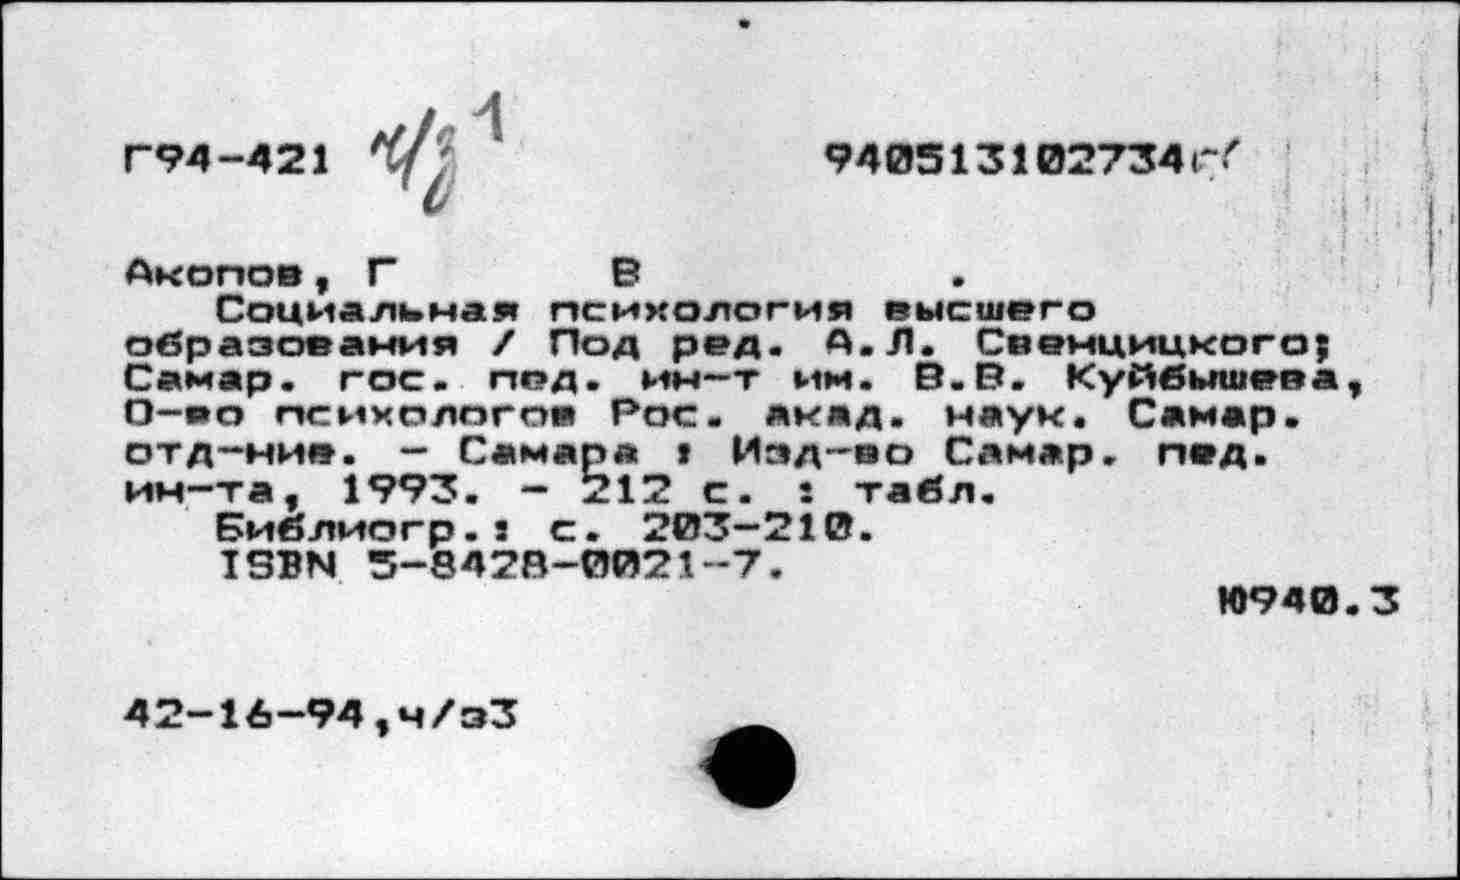 Г94-421 ч/з 1 940513102734
Акопов, Г В .
Социальная психология высшего
образования / Под ред. А.Л. Свенцицкого;
Самар. гос. пед. ин-т им. В.В. Куйбышева,
О-во психологов Рос. акад. наук. Самар.
отд-ние. - Самара : Изд-во Самар. пед.
ин-та, 1993. - 212 с. : табл.
Библиогр.: с. 203-210.
ISBN 5-8428-0021-7.
Ю940.3
42-16-94,ч/з3